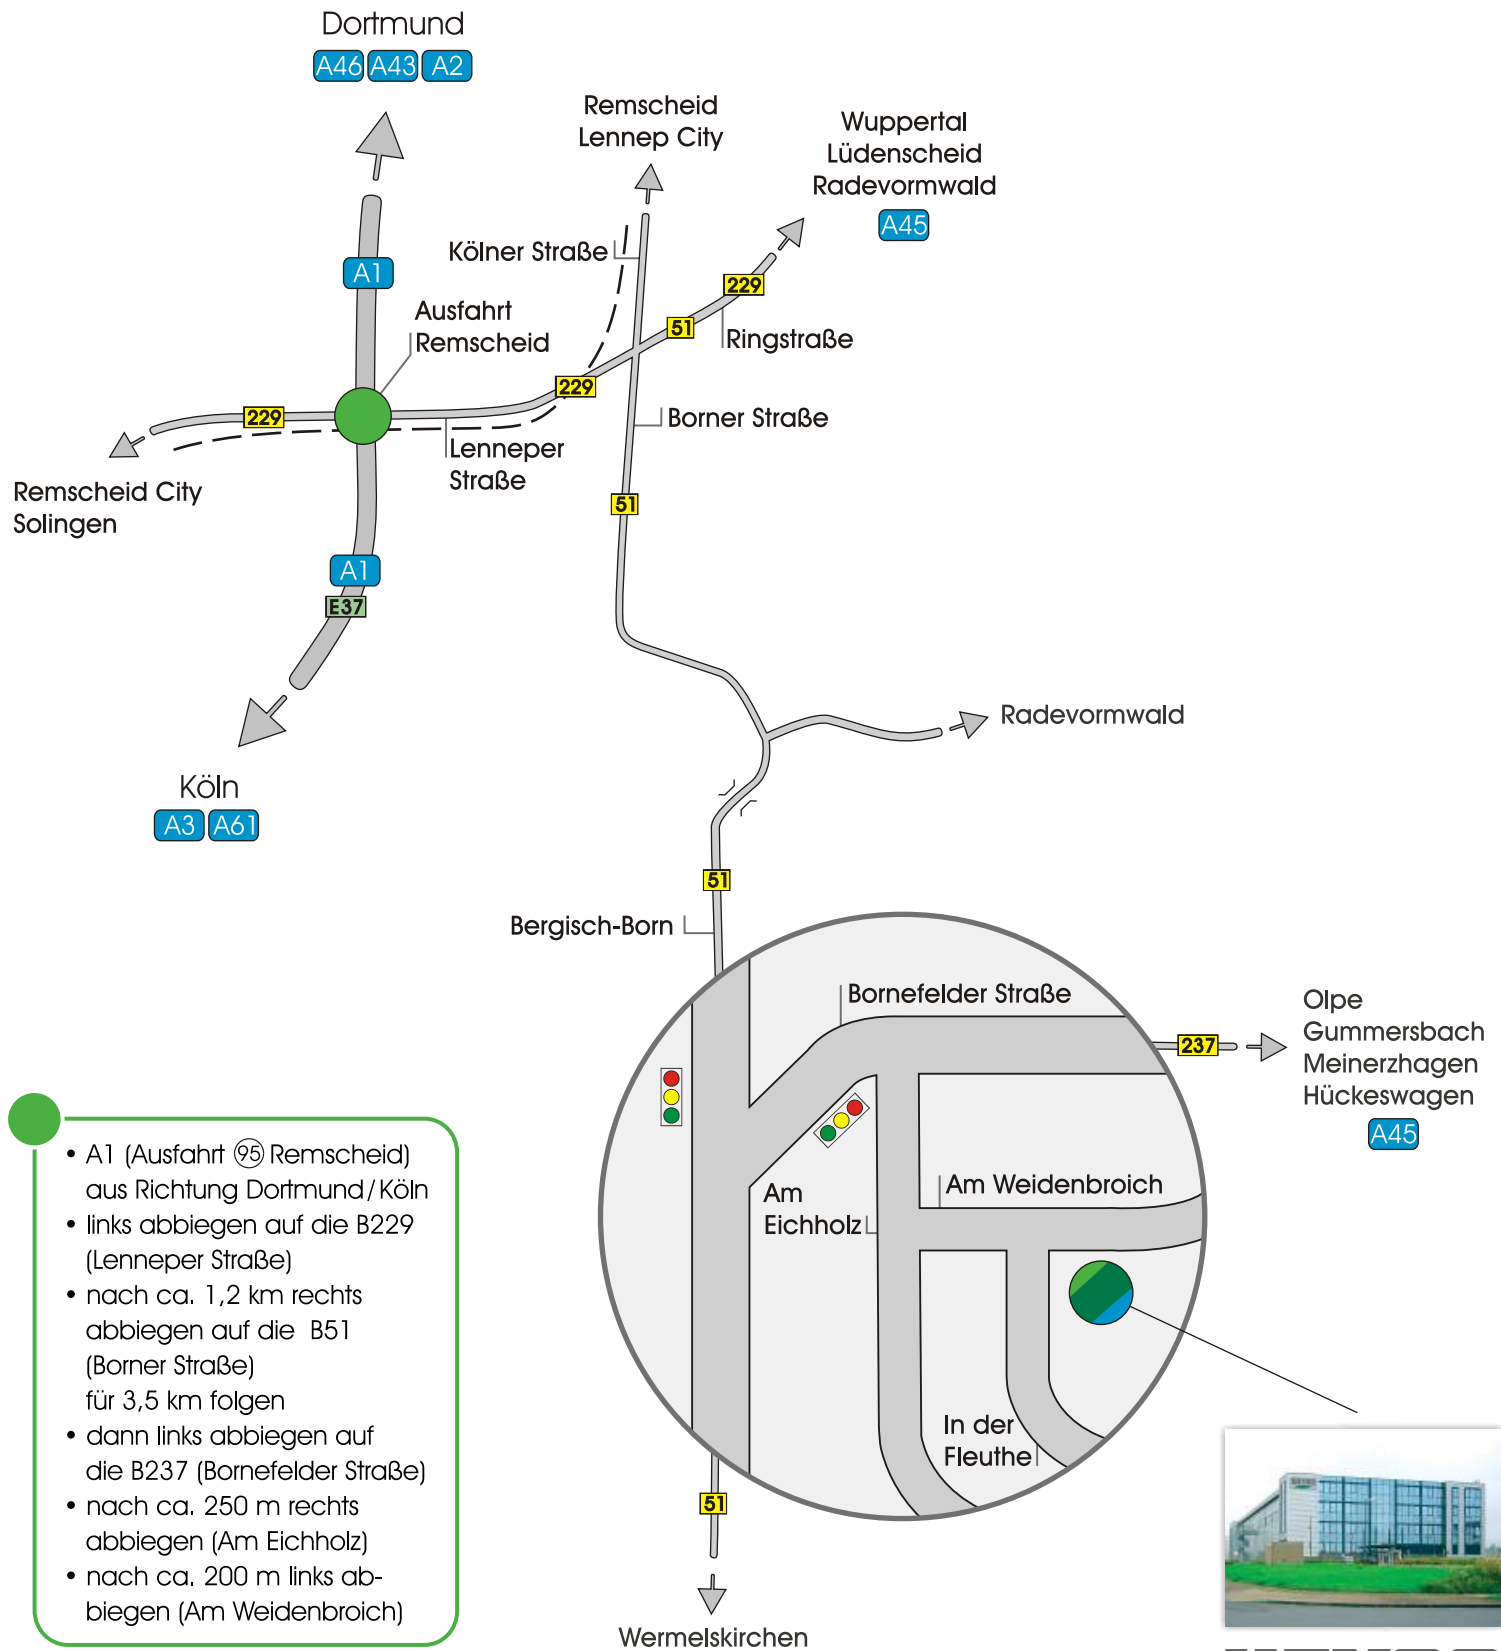 Dortmund
A46 A43 A2
Remscheid
Lennep City
Wuppertal
Lüdenscheid
Radevormwald
A45
Kölner Straße
A1
229
Ausfahrt
Remscheid
51
Ringstraße
229
229
Borner Straße
Lenneper
Straße
Remscheid City
Solingen
51
A1
E37
Radevormwald
Köln
A3 A61
51
Bergisch-Born
Bornefelder Straße
237
Olpe
Gummersbach
Meinerzhagen
Hückeswagen
A45
Am
Eichholz
Am Weidenbroich
In der
Fleuthe
51
Wermelskirchen
• A1 (Ausfahrt 95 Remscheid)
aus Richtung Dortmund/Köln
• links abbiegen auf die B229
(Lenneper Straße)
• nach ca. 1,2 km rechts
abbiegen auf die B51
(Borner Straße)
für 3,5 km folgen
• dann links abbiegen auf
die B237 (Bornefelder Straße)
• nach ca. 250 m rechts
abbiegen (Am Eichholz)
• nach ca. 200 m links ab-
biegen (Am Weidenbroich)